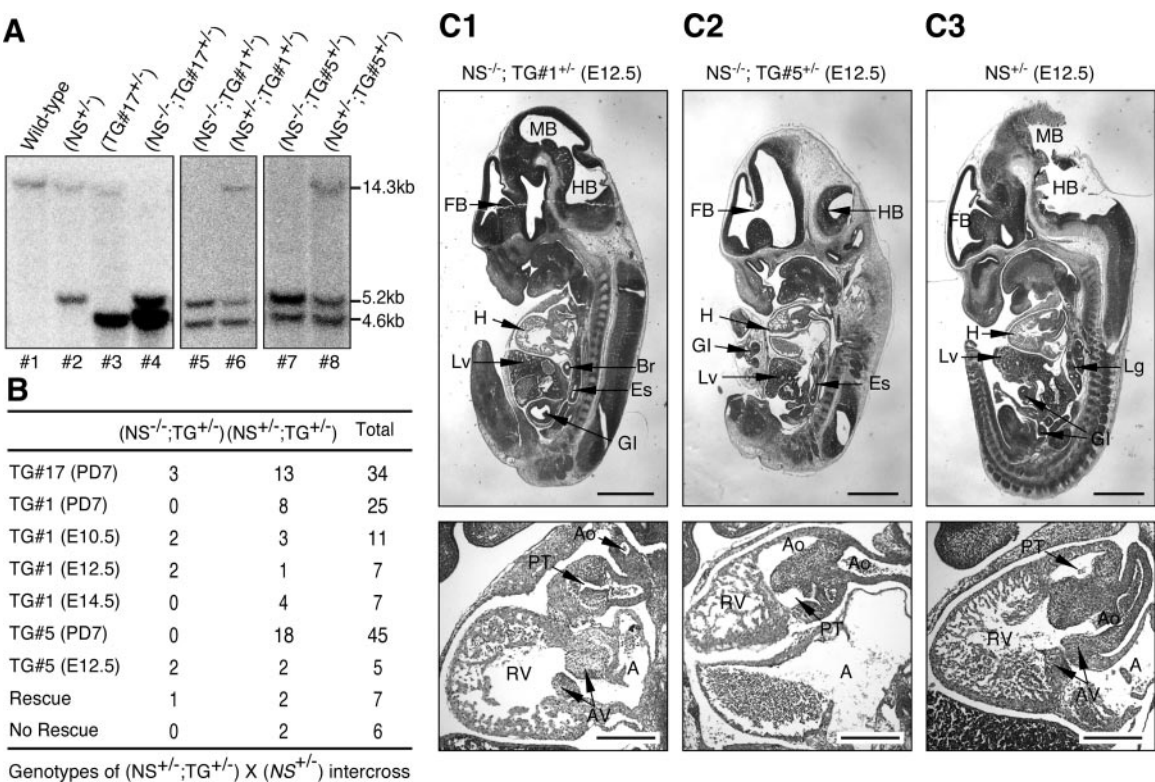 A
Wild-type
(NS+/-)
(TG#17+/-)
(NS-/-;TG#17+/-)
(NS-/-;TG#1+/-)
(NS+/-;TG#1+/-)
(NS-/-;TG#5+/-)
(NS+/-;TG#5+/-)
14.3kb
5.2kb
4.6kb
#1 #2 #3 #4 #5 #6 #7 #8
B
(NS-/-;TG+/-) (NS+/-;TG+/-) Total
TG#17 (PD7) 3 13 34
TG#1 (PD7) 0 8 25
TG#1 (E10.5) 2 3 11
TG#1 (E12.5) 2 1 7
TG#1 (E14.5) 0 4 7
TG#5 (PD7) 0 18 45
TG#5 (E12.5) 2 2 5
Rescue 1 2 7
No Rescue 0 2 6
Genotypes of (NS+/-;TG+/-) X (NS+/-) intercross
C1
NS-/-; TG#1+/- (E12.5)
MB
HB
FB
H
Lv
Br
Es
GI
Ao
PT
RV
A
AV
C2
NS-/-; TG#5+/- (E12.5)
FB
HB
H
GI
Lv
Es
Ao
Ao
RV
PT
A
C3
NS+/- (E12.5)
MB
HB
FB
H
Lv
Lg
GI
PT
Ao
RV
A
AV